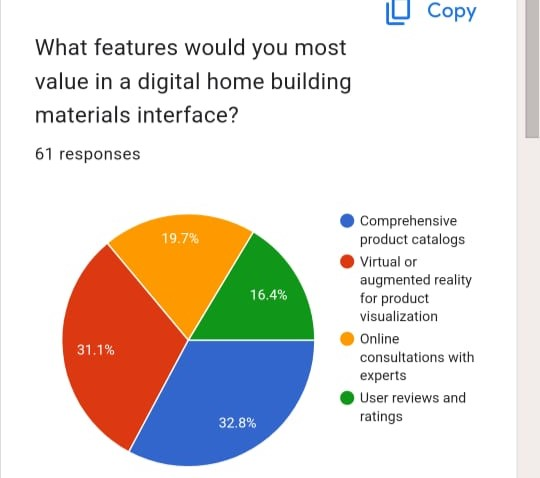 Copy
What features would you most
value in a digital home building
materials interface?
61 responses
19.7%
16.4%
31.1%
32.8%
Comprehensive
product catalogs
Virtual or
augmented reality
for product
visualization
Online
consultations with
experts
User reviews and
ratings